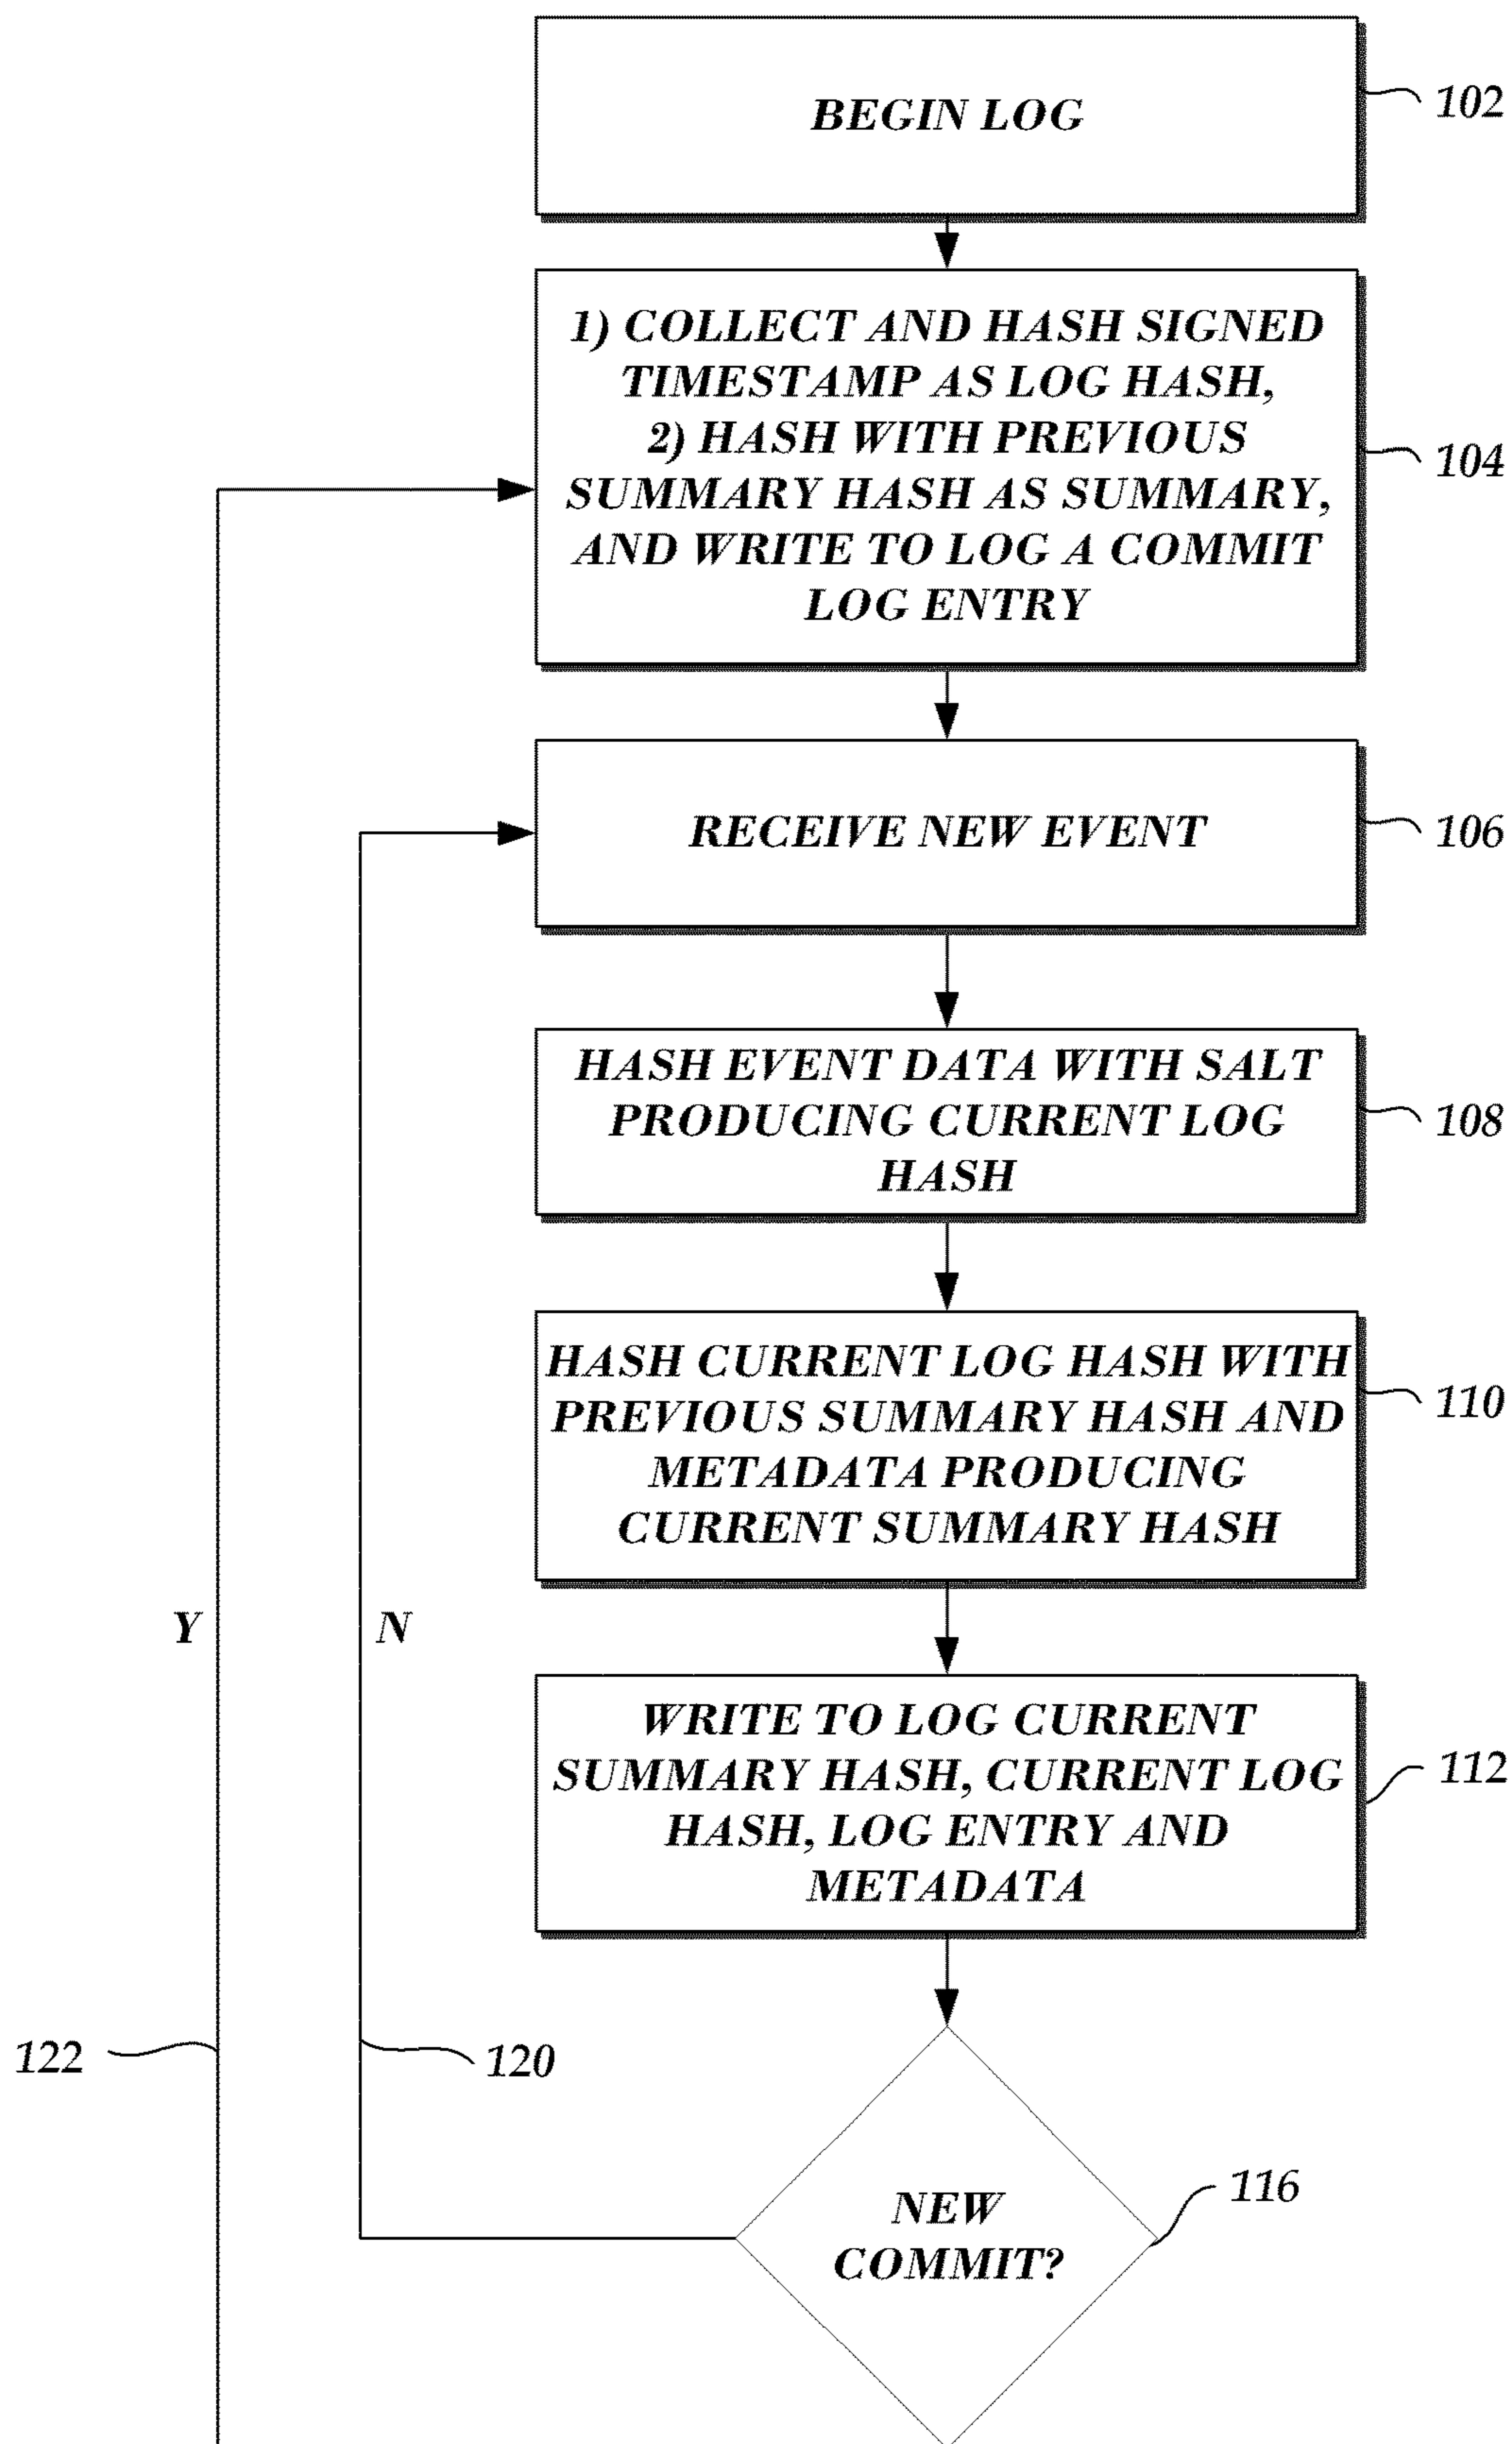 BEGIN LOG
102
1) COLLECT AND HASH SIGNED
TIMESTAMP AS LOG HASH,
2) HASH WITH PREVIOUS
SUMMARY HASH AS SUMMARY,
AND WRITE TO LOG A COMMIT
LOG ENTRY
104
RECEIVE NEW EVENT
106
HASH EVENT DATA WITH SALT
PRODUCING CURRENT LOG
HASH
108
HASH CURRENT LOG HASH WITH
PREVIOUS SUMMARY HASH AND
METADATA PRODUCING
CURRENT SUMMARY HASH
110
Y
N
WRITE TO LOG CURRENT
SUMMARY HASH, CURRENT LOG
HASH, LOG ENTRY AND
METADATA
112
122
120
NEW
COMMIT?
116